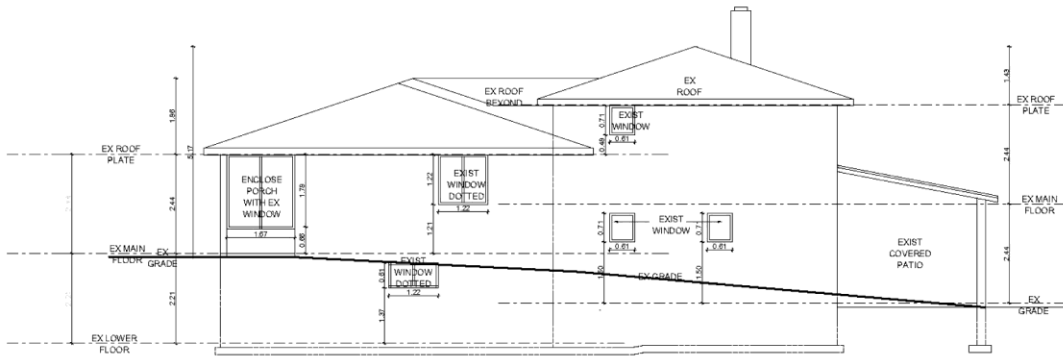 EX ROOF
BEYOND
EX
ROOF
1.43
EX ROOF
PLATE
1.86
5.17
0.71
EXIST
WINDOW
0.49
0.61
EX ROOF
PLATE
ENCLOSE
PORCH
WITH EX
WINDOW
1.78
1.67
0.66
1.22
EXIST
WINDOW
DOTTED
1.22
1.21
2.44
2.44
EX MAIN
FLOOR
0.71
EXIST
WINDOW
0.71
0.61
0.61
EXIST
COVERED
PATIO
2.44
EX MAIN
FLOOR
EX
GRADE
EXIST
WINDOW
DOTTED
0.61
1.22
1.50
EX GRADE
1.50
EX
GRADE
2.21
1.37
EX LOWER
FLOOR